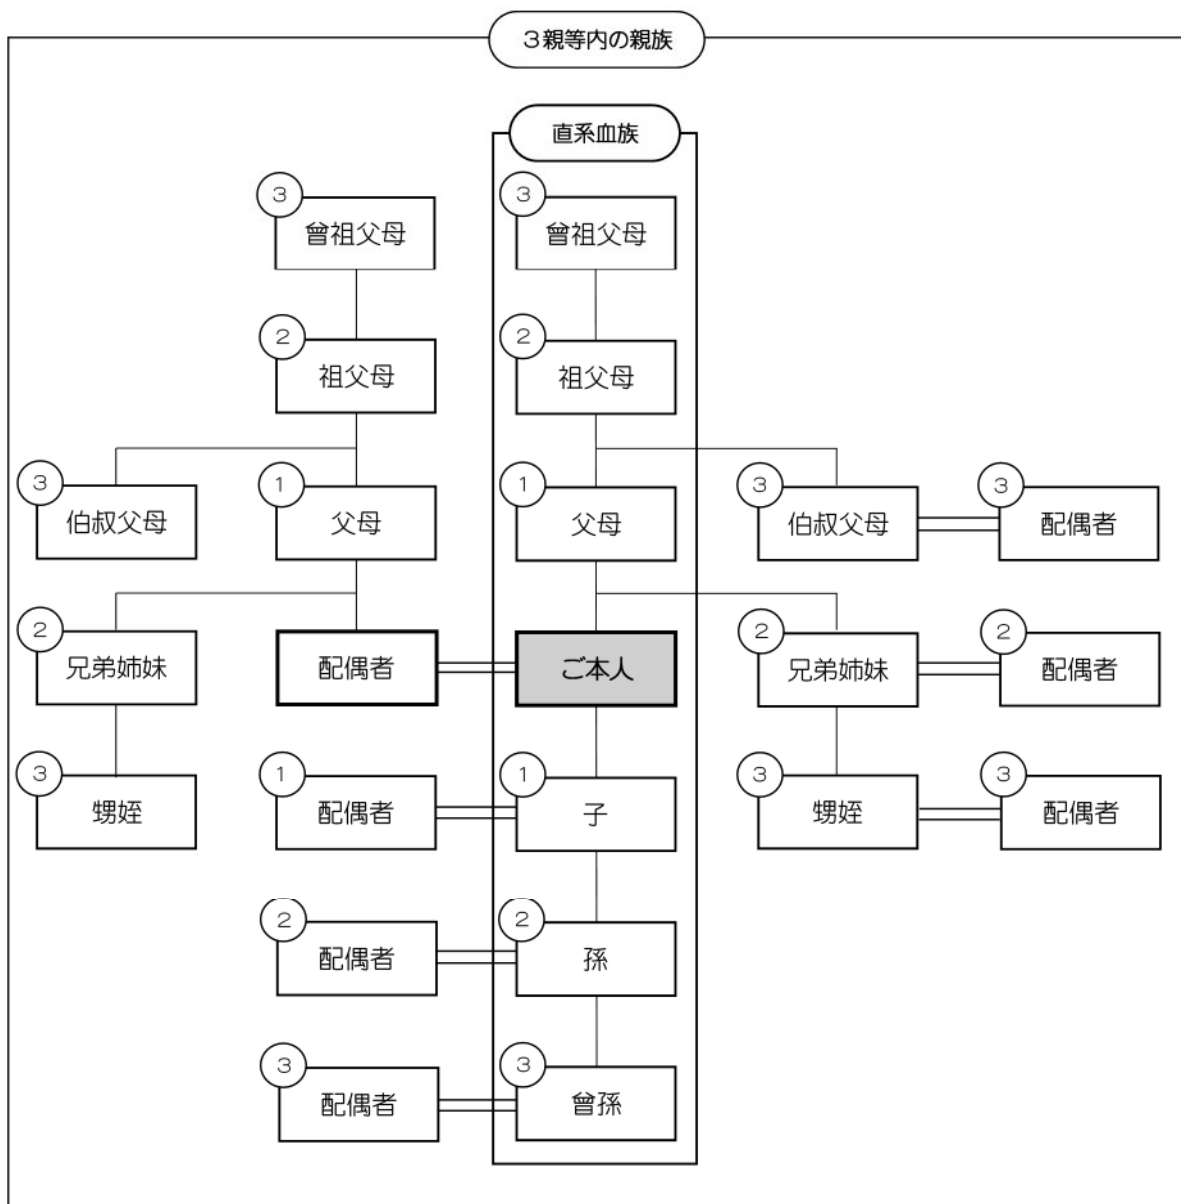 ３親等内の親族
直系血族
3
曾祖父母
3
曾祖父母
2
祖父母
2
祖父母
3
伯叔父母
1
父母
1
父母
3
伯叔父母
3
配偶者
2
兄弟姉妹
配偶者
ご本人
2
兄弟姉妹
2
配偶者
3
甥姪
1
配偶者
1
子
3
甥姪
3
配偶者
2
配偶者
2
孫
3
配偶者
3
曾孫